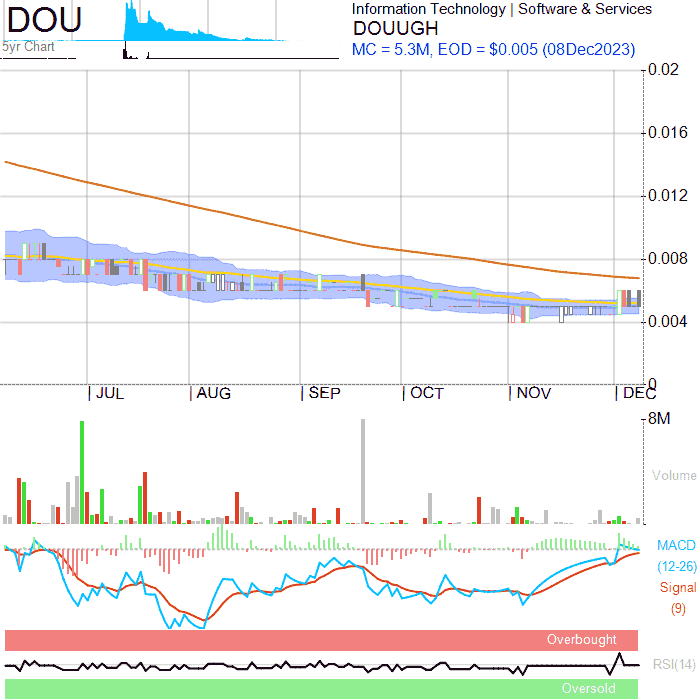 DOU
5yr Chart
Information Technology | Software & Services
DOUUGH
MC = 5.3M, EOD = $0.005 (08Dec2023)
0.02
0.016
0.012
0.008
0.004
0
JUL
AUG
SEP
OCT
NOV
DEC
8M
Volume
MACD
(12-26)
Signal
(9)
Overbought
RSI(14)
Oversold